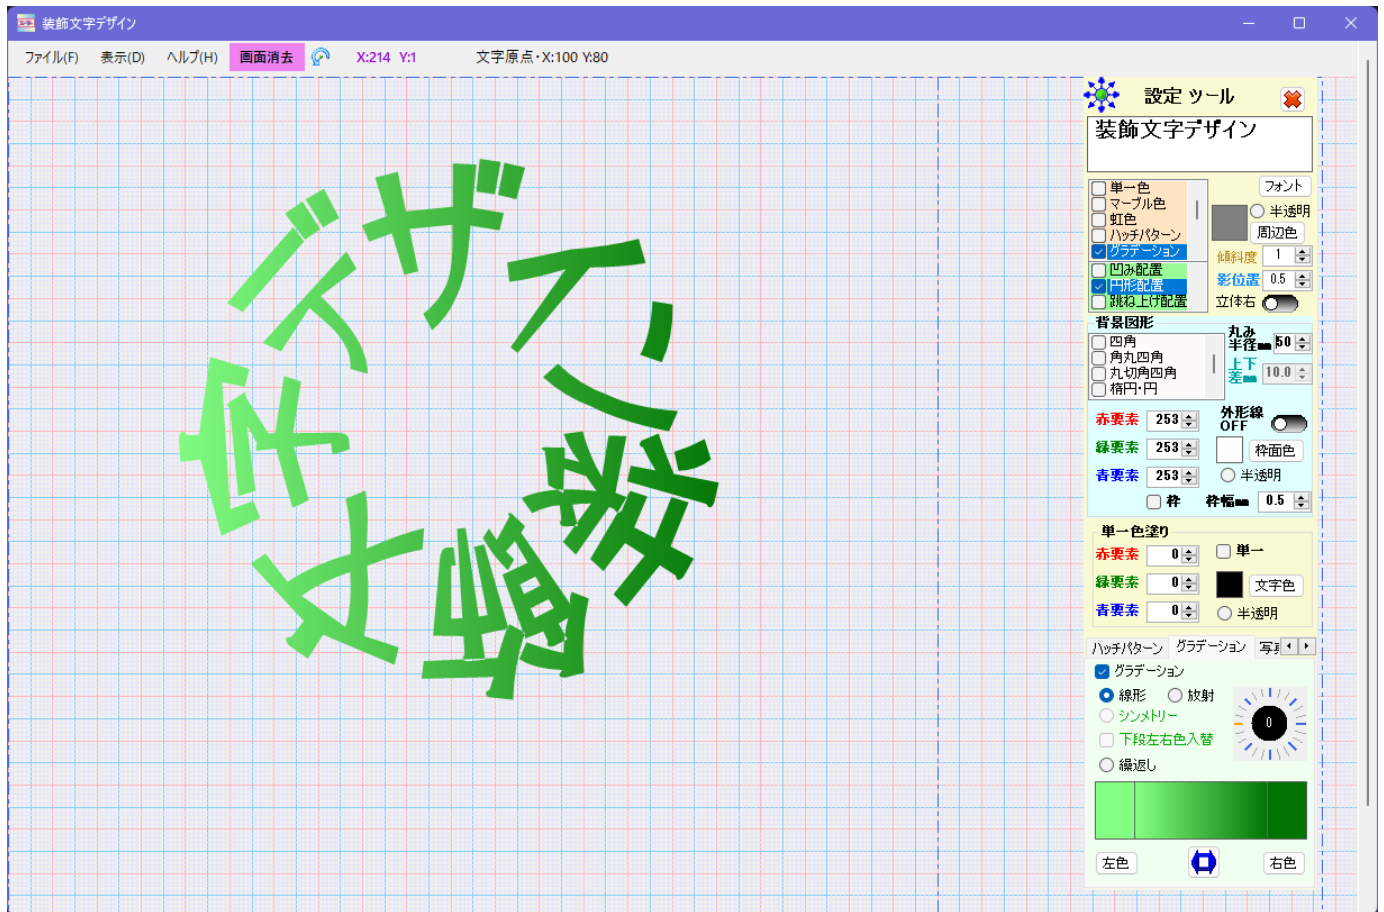 装飾文字デザイン
ファイル(F) 表示(D) ヘルプ(H) 画面消去 X:214 Y:1 文字原点・X:100 Y:80
装飾文字デザイン
設定 ツール
装飾文字デザイン
単一色
マーブル色
虹色
ハッチパターン
グラデーション
凹み配置
円形配置
跳ね上げ配置
フォント
半透明
周辺色
傾斜度 1
影位置 0.5
立体右
背景図形
四角
角丸四角
丸切角四角
楕円・円
丸み
半径mm 50
上下
差mm 10.0
赤要素 253 外形線
OFF
緑要素 253 枠面色
青要素 253 半透明
枠 枠幅mm 0.5
単一色塗り
赤要素 0 単一
緑要素 0 文字色
青要素 0 半透明
ハッチパターン グラデーション 写真
グラデーション
線形 放射
シンメトリー
下段左右色入替
繰返し
0
左色 右色